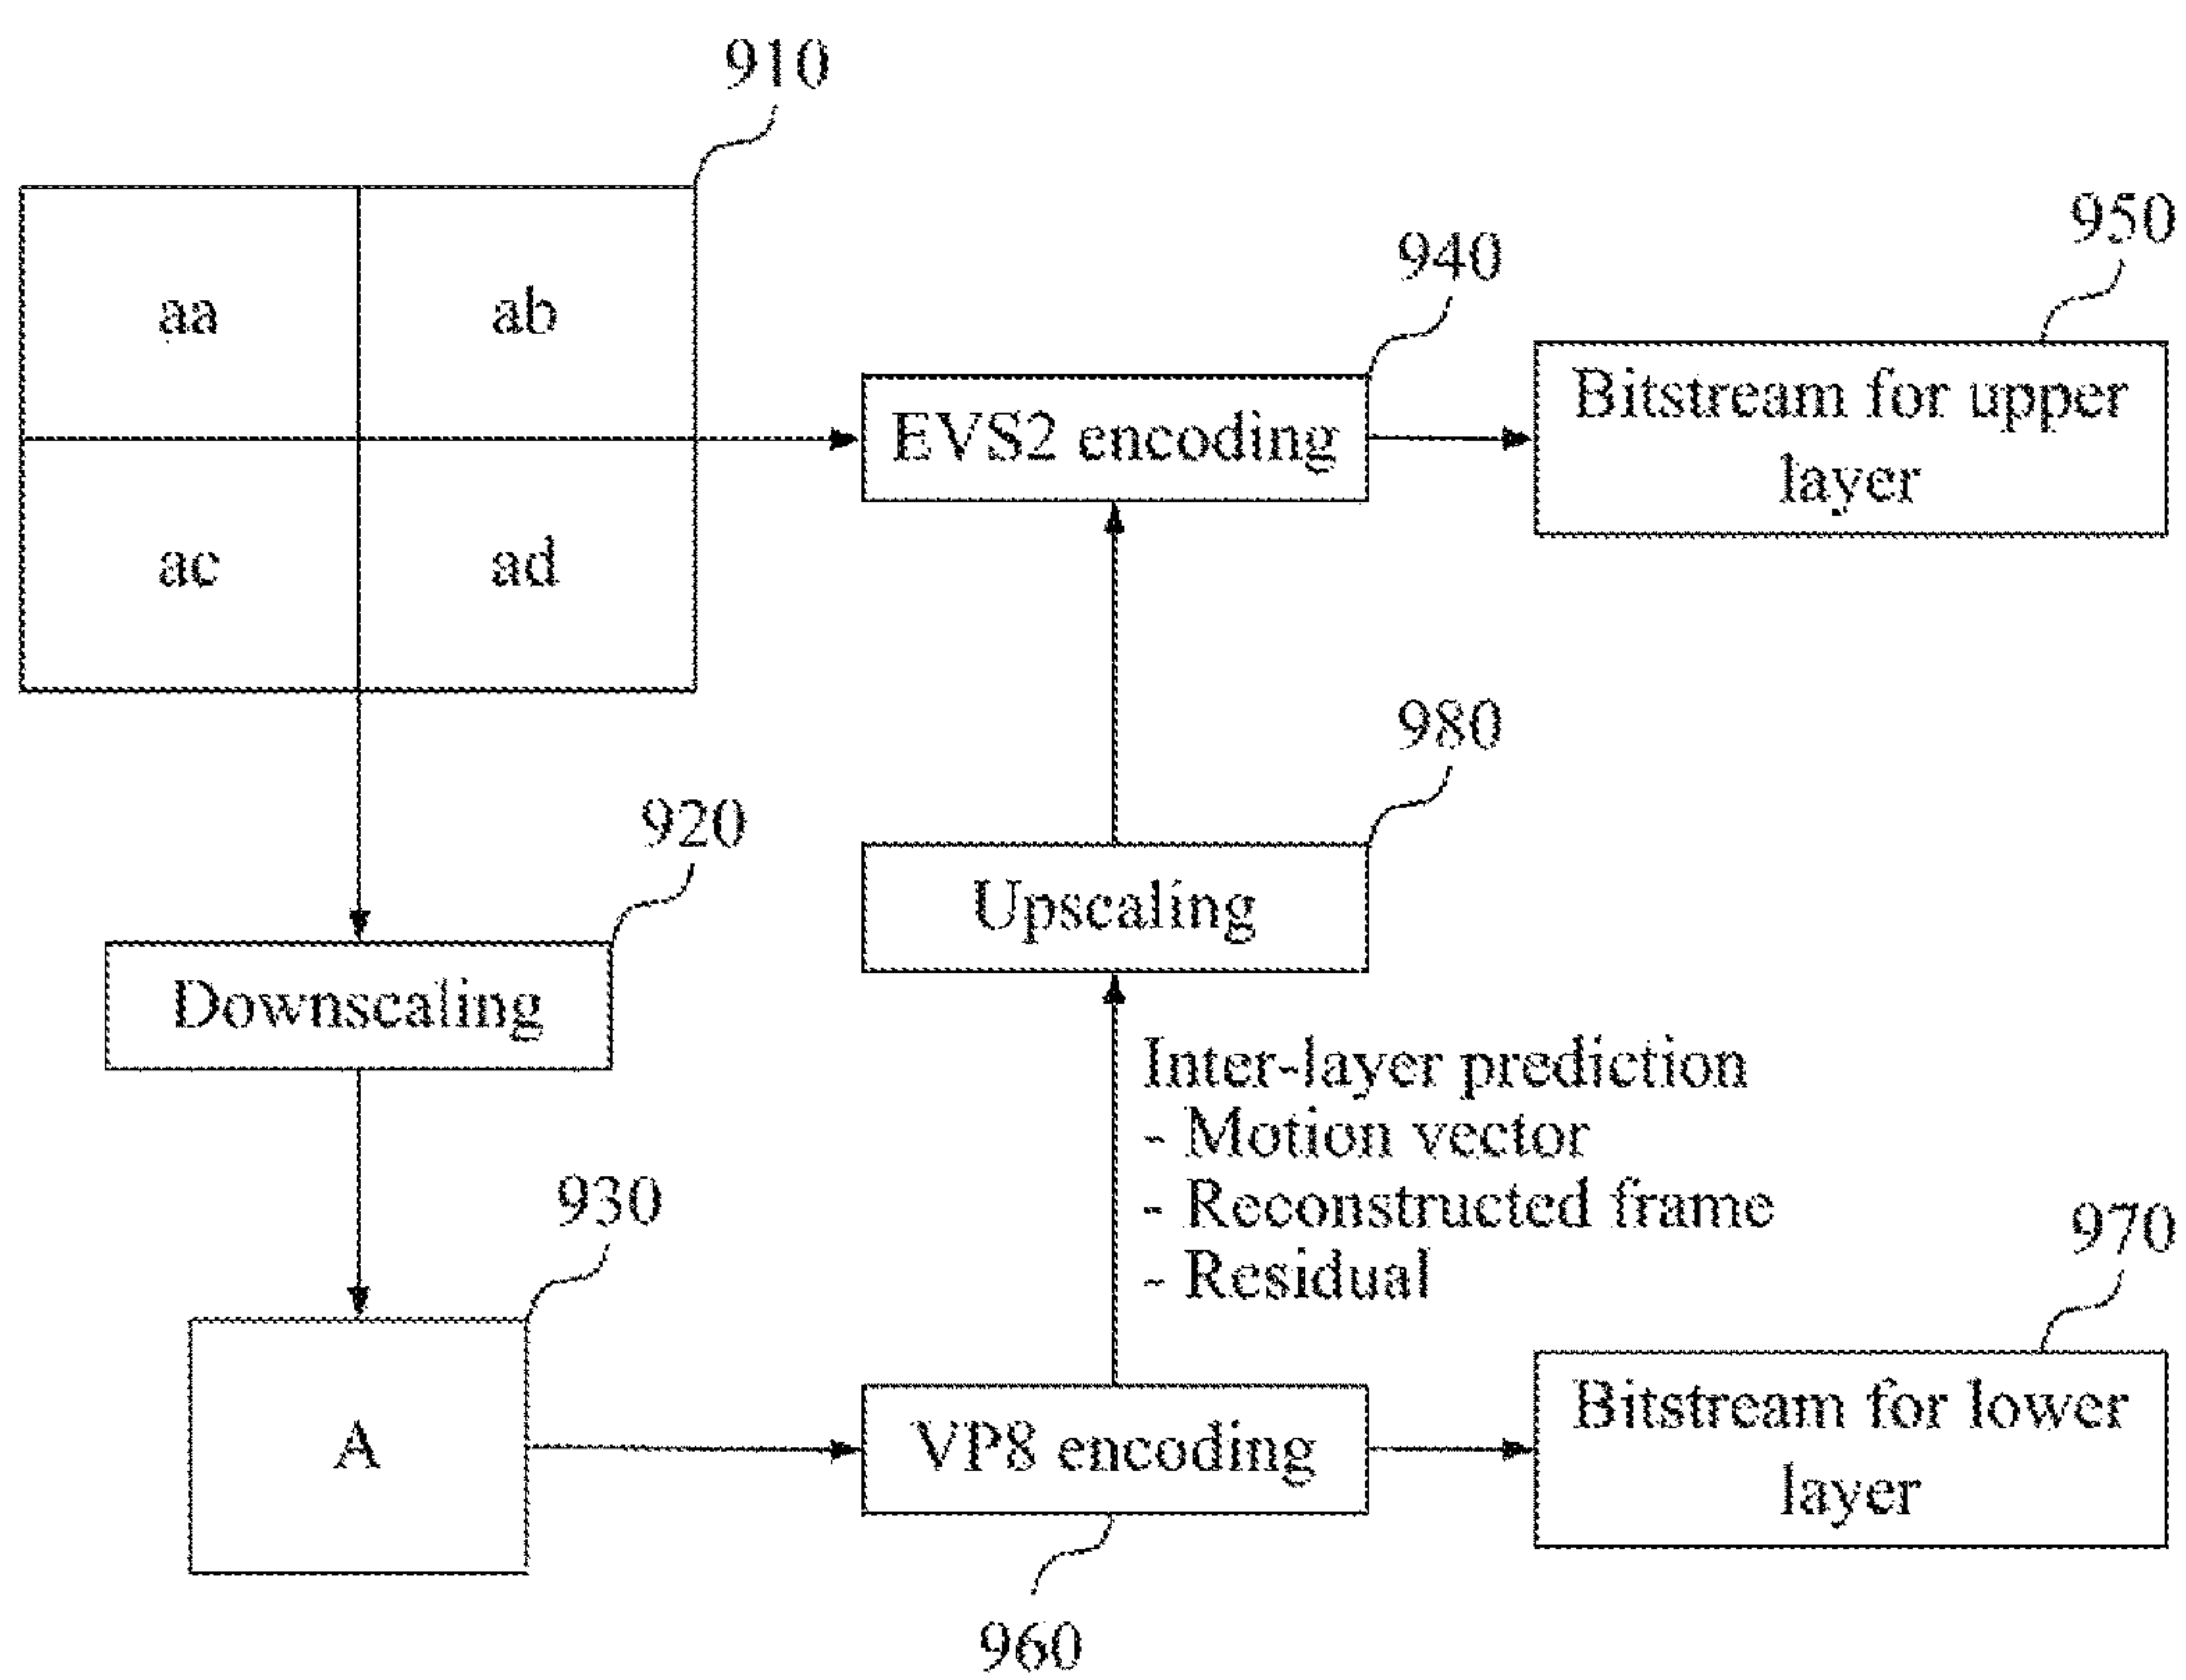 910
950
940
aa
ab
Bitstream for upper
layer
EVS2 encoding
ac
ad
980
920
Upscaling
Downscaling
Inter-layer prediction
- Motion vector
- Reconstructed frame
- Residual
930
970
A
VP8 encoding
Bitstream for lower
layer
960